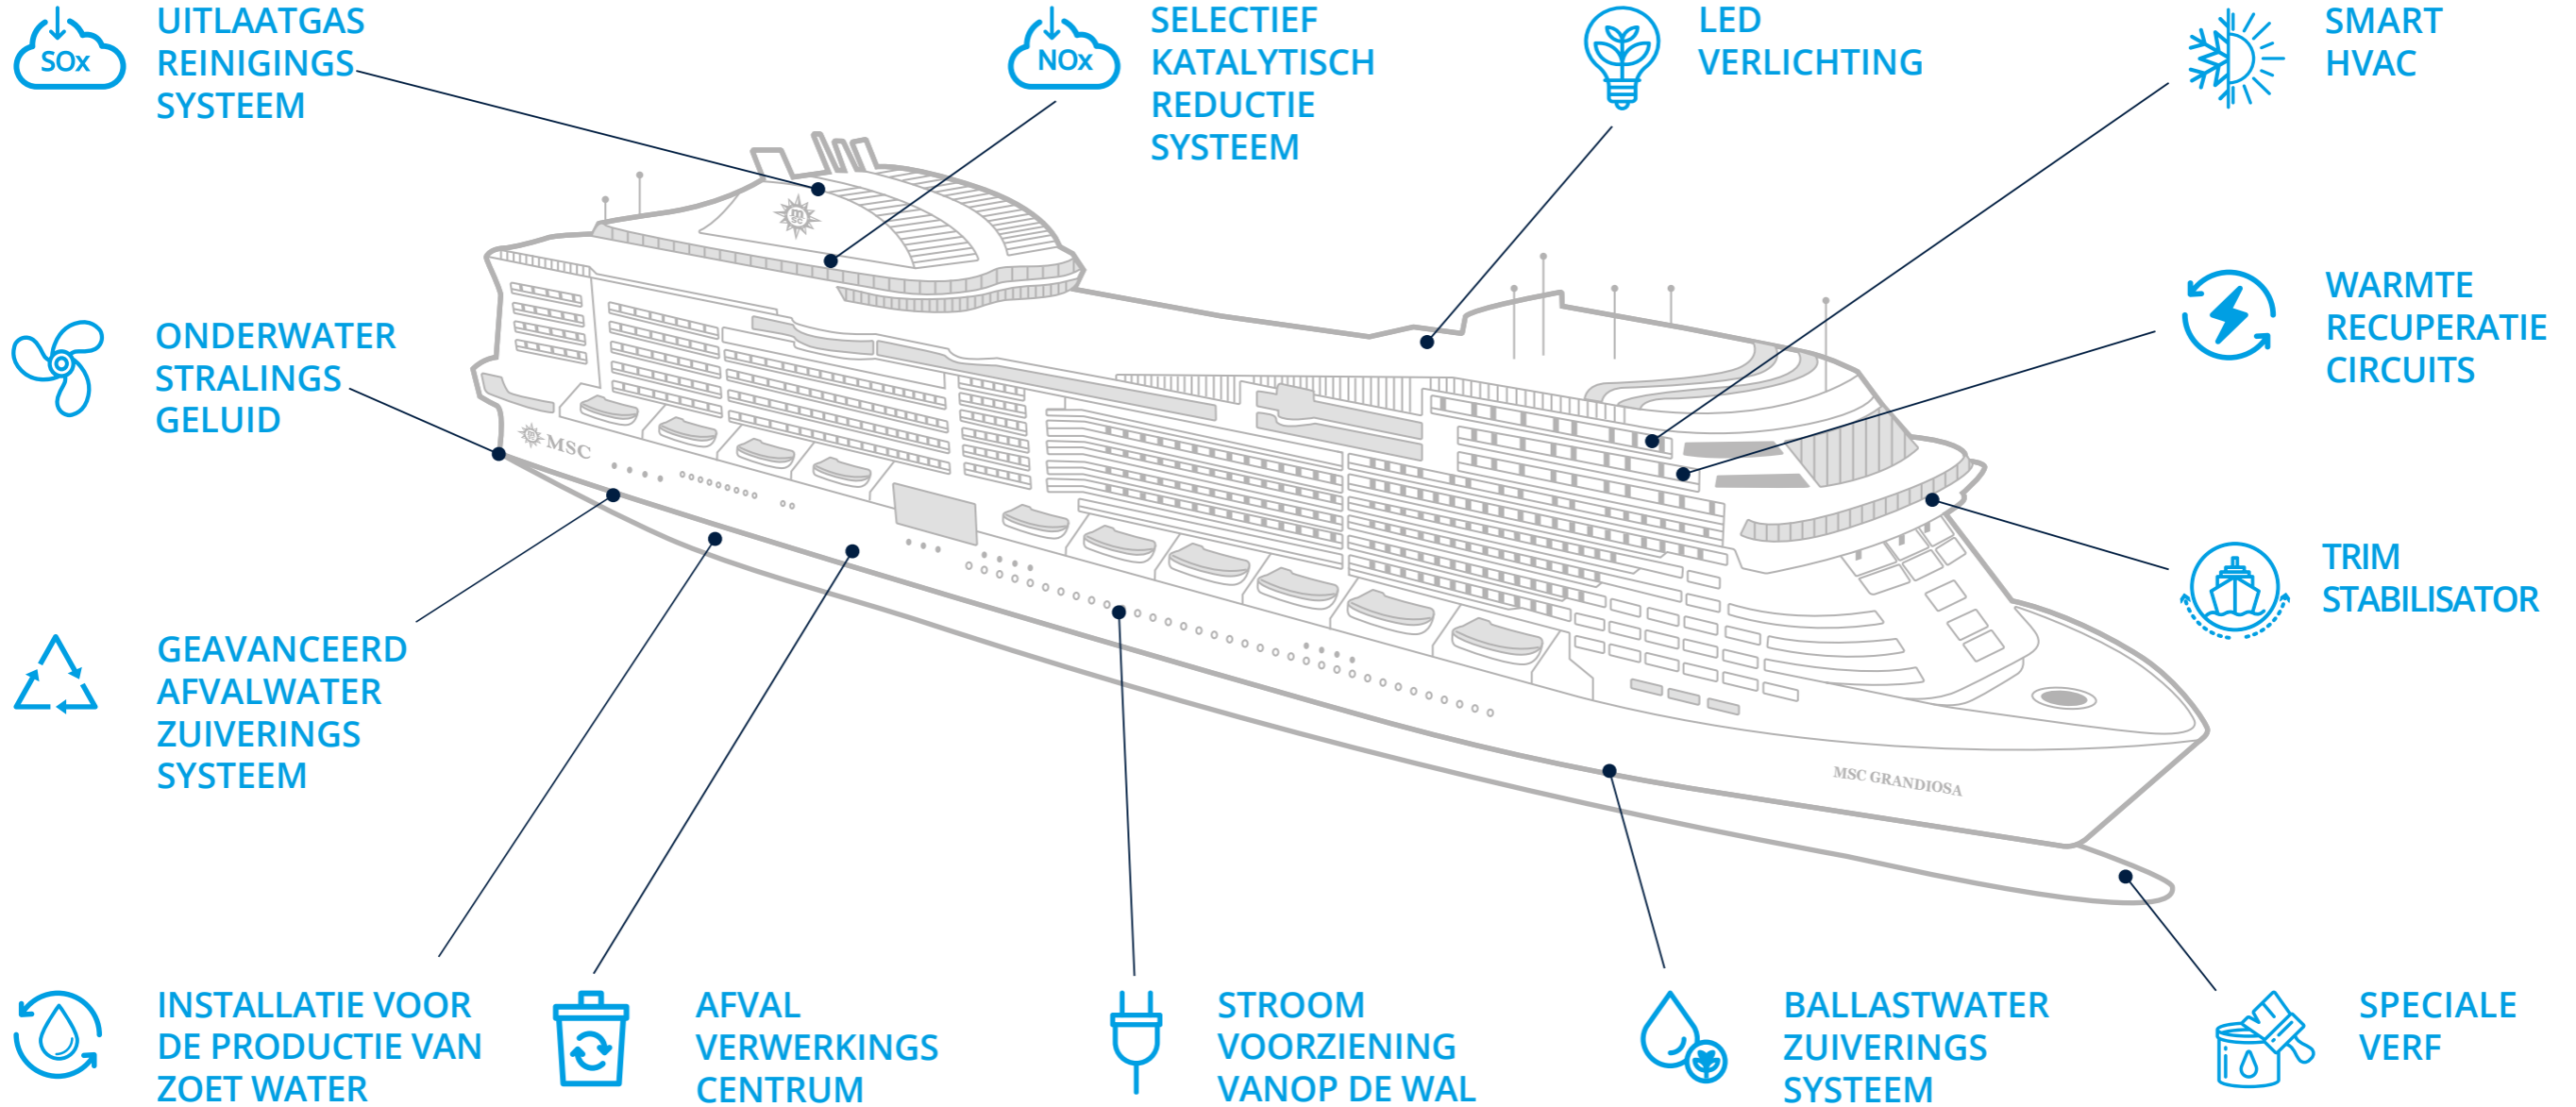 SOx
UITLAATGAS
REINIGINGS
SYSTEEM
NOx
SELECTIEF
KATALYTISCH
REDUCTIE
SYSTEEM
LED
VERLICHTING
SMART
HVAC
m
sc
ONDERWATER
STRALINGS
GELUID
WARMTE
RECUPERATIE
CIRCUITS
MSC
TRIM
STABILISATOR
GEAVANCEERD
AFVALWATER
ZUIVERINGS
SYSTEEM
MSC GRANDIOSA
INSTALLATIE VOOR
DE PRODUCTIE VAN
ZOET WATER
AFVAL
VERWERKINGS
CENTRUM
STROOM
VOORZIENING
VANOP DE WAL
BALLASTWATER
ZUIVERINGS
SYSTEEM
SPECIALE
VERF